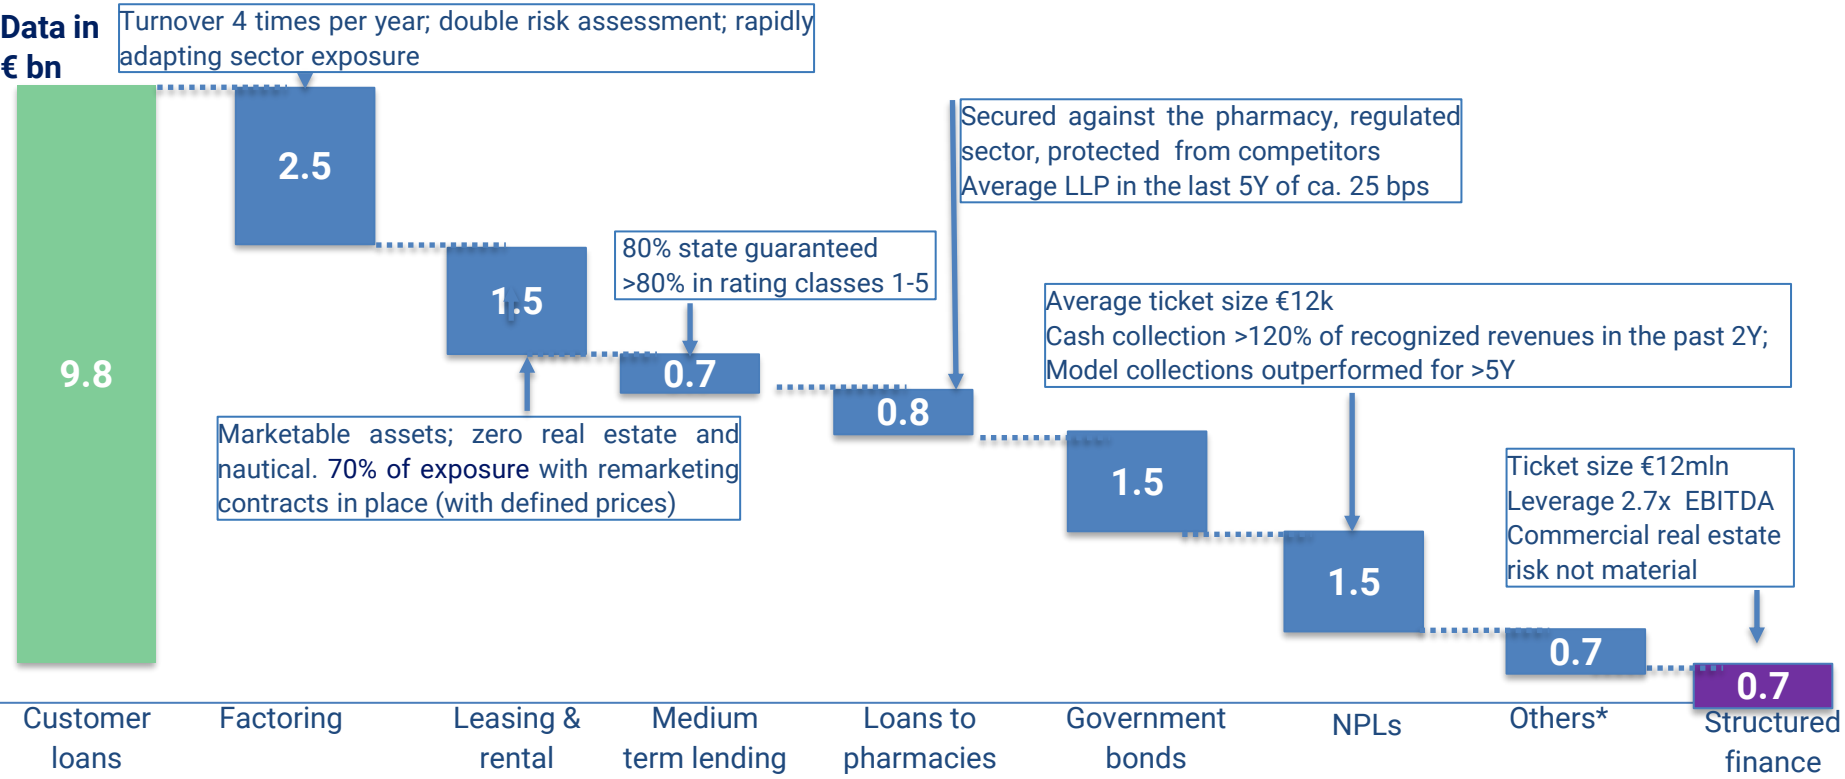 Data in
€ bn
Turnover 4 times per year; double risk assessment; rapidly
adapting sector exposure
9.8
2.5
1.5
Marketable assets; zero real estate and
nautical. 70% of exposure with remarketing
contracts in place (with defined prices)
80% state guaranteed
>80% in rating classes 1-5
0.7
Secured against the pharmacy, regulated
sector, protected from competitors
Average LLP in the last 5Y of ca. 25 bps
0.8
1.5
Average ticket size €12k
Cash collection >120% of recognized revenues in the past 2Y;
Model collections outperformed for >5Y
1.5
0.7
Ticket size €12mln
Leverage 2.7x EBITDA
Commercial real estate
risk not material
0.7
Customer
loans
Factoring
Leasing &
rental
Medium
term lending
Loans to
pharmacies
Government
bonds
NPLs
Others*
Structured
finance